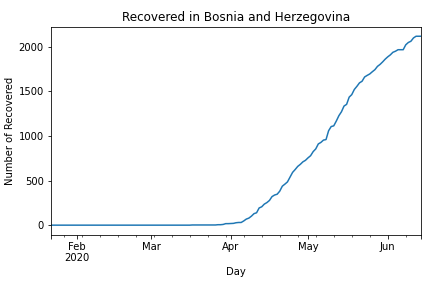 Recovered in Bosnia and Herzegovina
Number of Recovered
2000
1500
1000
500
0
Feb Mar Apr May Jun
2020
Day